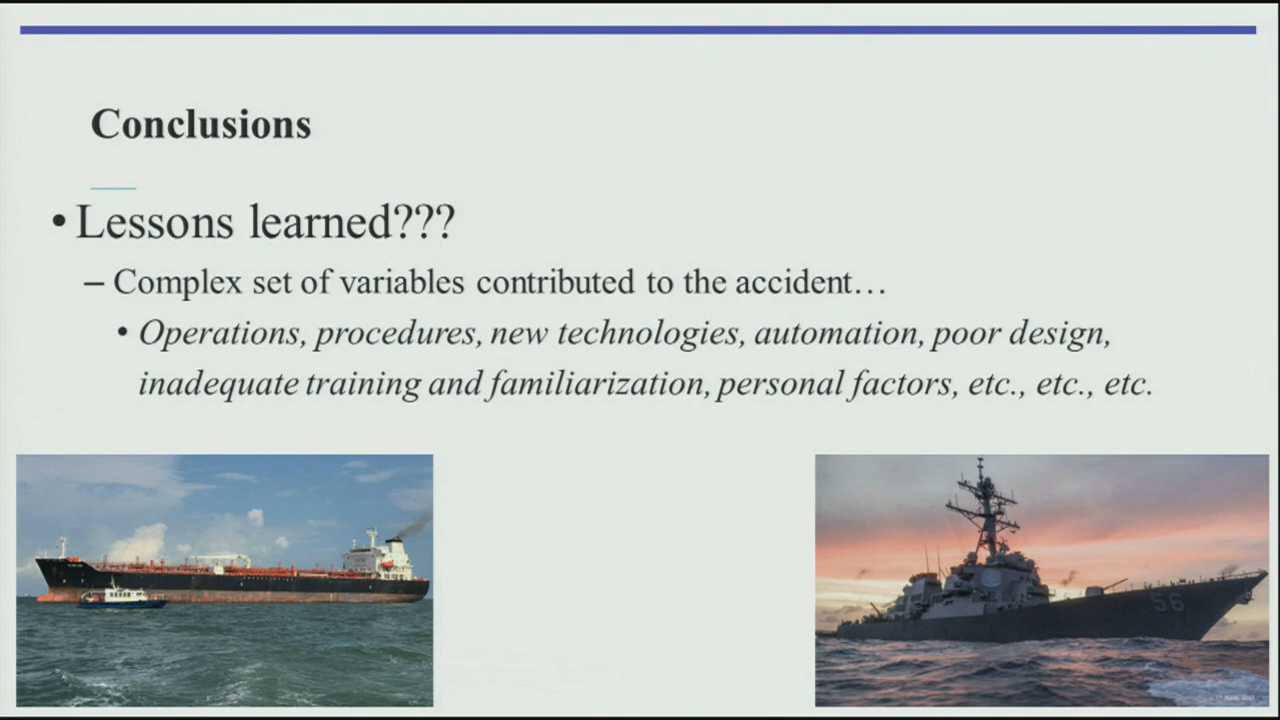 Conclusions
• Lessons learned???
– Complex set of variables contributed to the accident…
• Operations, procedures, new technologies, automation, poor design,
inadequate training and familiarization, personal factors, etc., etc., etc.
56